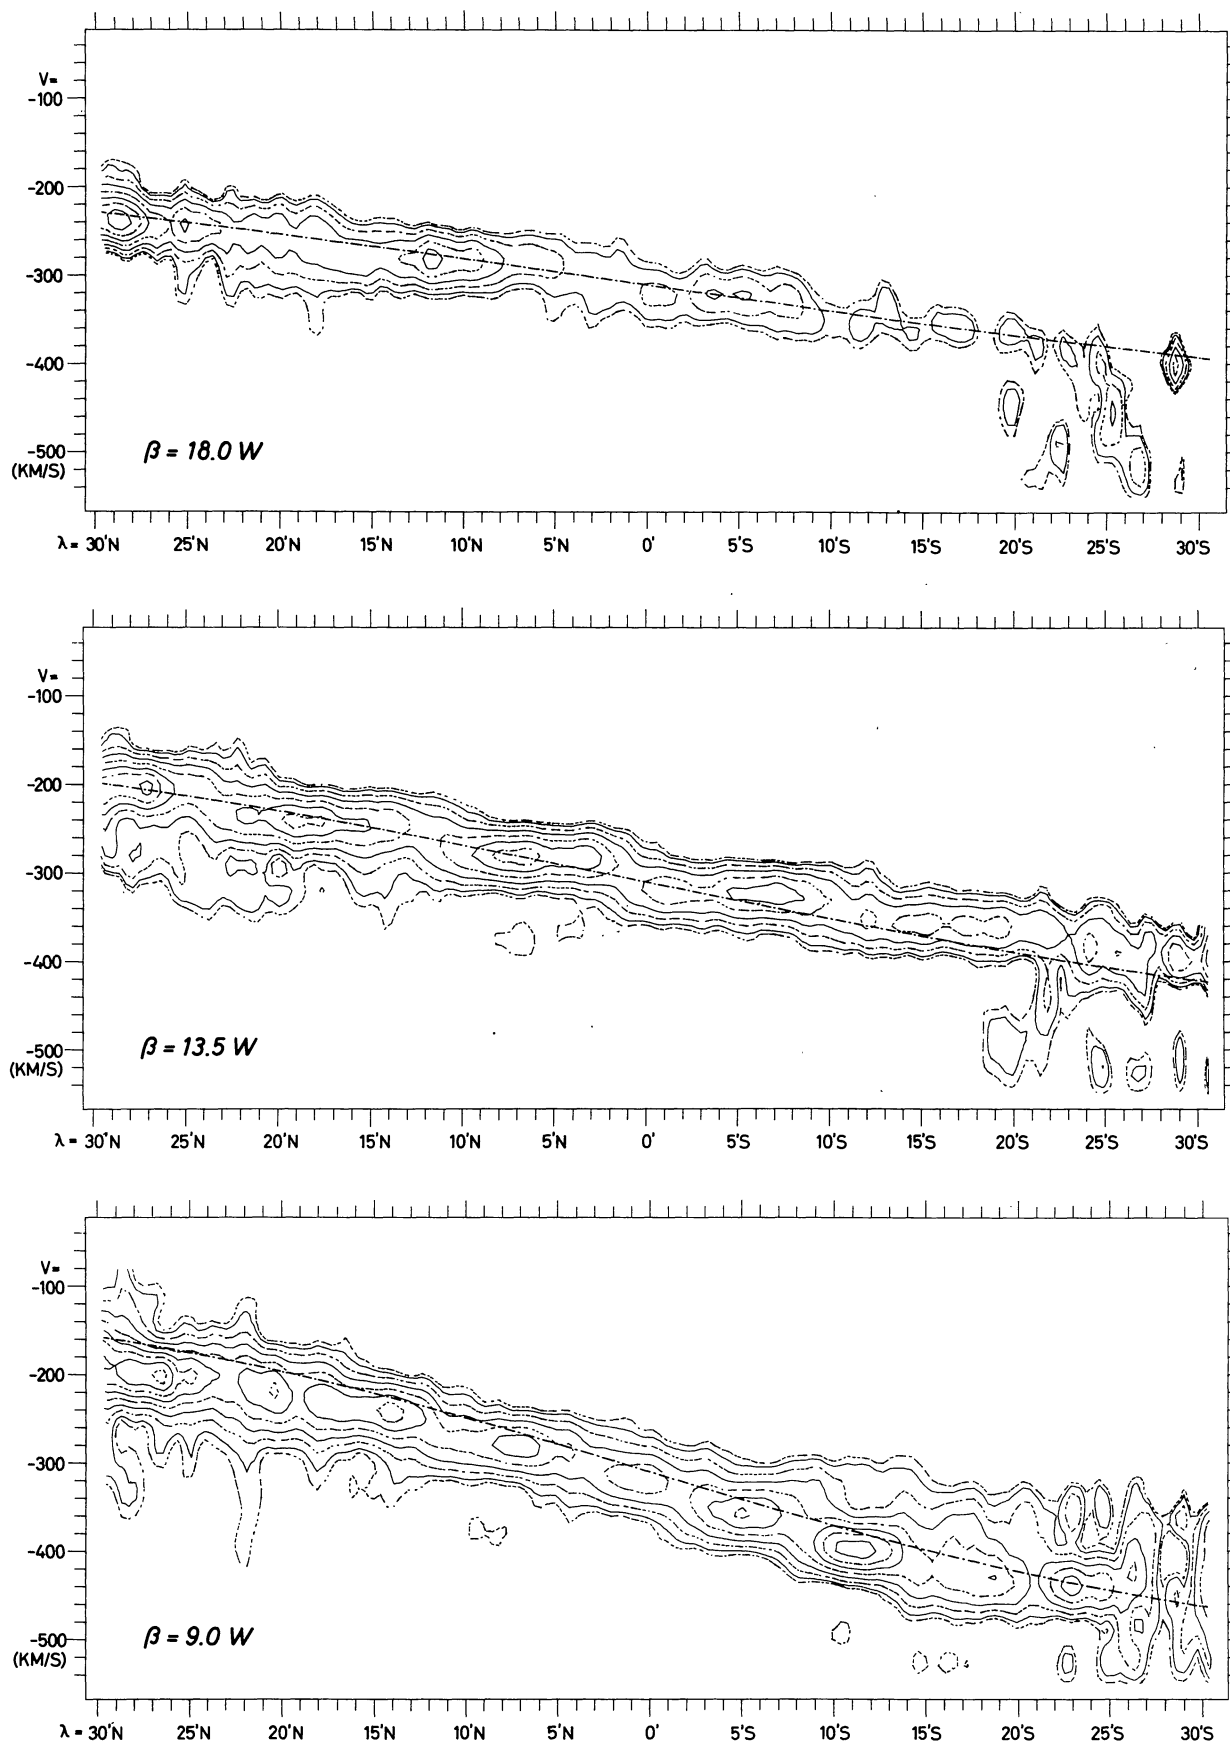 V=
-100
-200
-300
-400
-500
(KM/S)
β = 18.0 W
λ = 30'N 25'N 20'N 15'N 10'N 5'N 0' 5'S 10'S 15'S 20'S 25'S 30'S
V=
-100
-200
-300
-400
-500
(KM/S)
β = 13.5 W
λ = 30'N 25'N 20'N 15'N 10'N 5'N 0' 5'S 10'S 15'S 20'S 25'S 30'S
V=
-100
-200
-300
-400
-500
(KM/S)
β = 9.0 W
λ = 30'N 25'N 20'N 15'N 10'N 5'N 0' 5'S 10'S 15'S 20'S 25'S 30'S